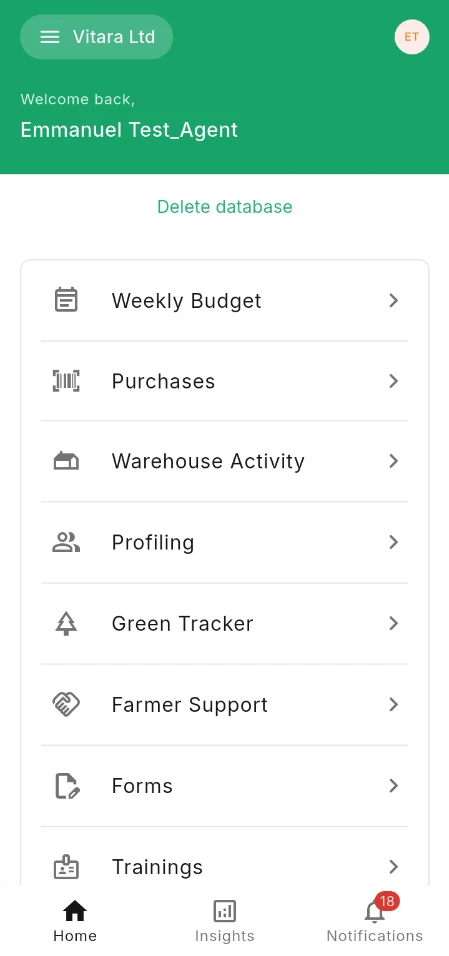 Vitara Ltd
ET
Welcome back,
Emmanuel Test_Agent
Delete database
Weekly Budget
Purchases
Warehouse Activity
Profiling
Green Tracker
Farmer Support
Forms
Trainings
18
Home
Insights
Notifications